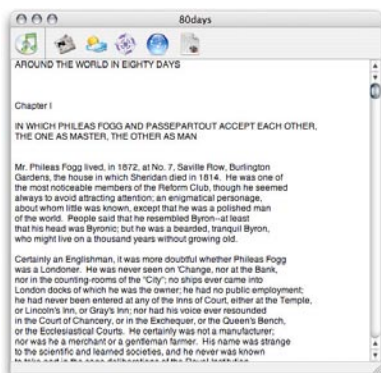 80days
AROUND THE WORLD IN EIGHTY DAYS
Chapter I
IN WHICH PHILEAS FOGG AND PASSEPARTOUT ACCEPT EACH OTHER,
THE ONE AS MASTER, THE OTHER AS MAN
Mr. Phileas Fogg lived, in 1872, at No. 7, Saville Row, Burlington
Gardens, the house in which Sheridan died in 1814.  He was one of
the most noticeable members of the Reform Club, though he seemed
always to avoid attracting attention; an enigmatical personage,
about whom little was known, except that he was a polished man
of the world.  People said that he resembled Byron--at least
that his head was Byronic; but he was a bearded, tranquil Byron,
who might live on a thousand years without growing old.
Certainly an Englishman, it was more doubtful whether Phileas Fogg
was a Londoner.  He was never seen on 'Change, nor at the Bank,
nor in the counting-rooms of the "City"; no ships ever came into
London docks of which he was the owner; he had no public employment;
he had never been entered at any of the Inns of Court, either at the Temple,
or Lincoln's Inn, or Gray's Inn; nor had his voice ever resounded
in the Court of Chancery, or in the Exchequer, or the Queen's Bench,
or the Ecclesiastical Courts.  He certainly was not a manufacturer;
nor was he a merchant or a gentleman farmer.  His name was strange
to the scientific and learned societies, and he never was known
to take part in the sage deliberations of the Royal Institution